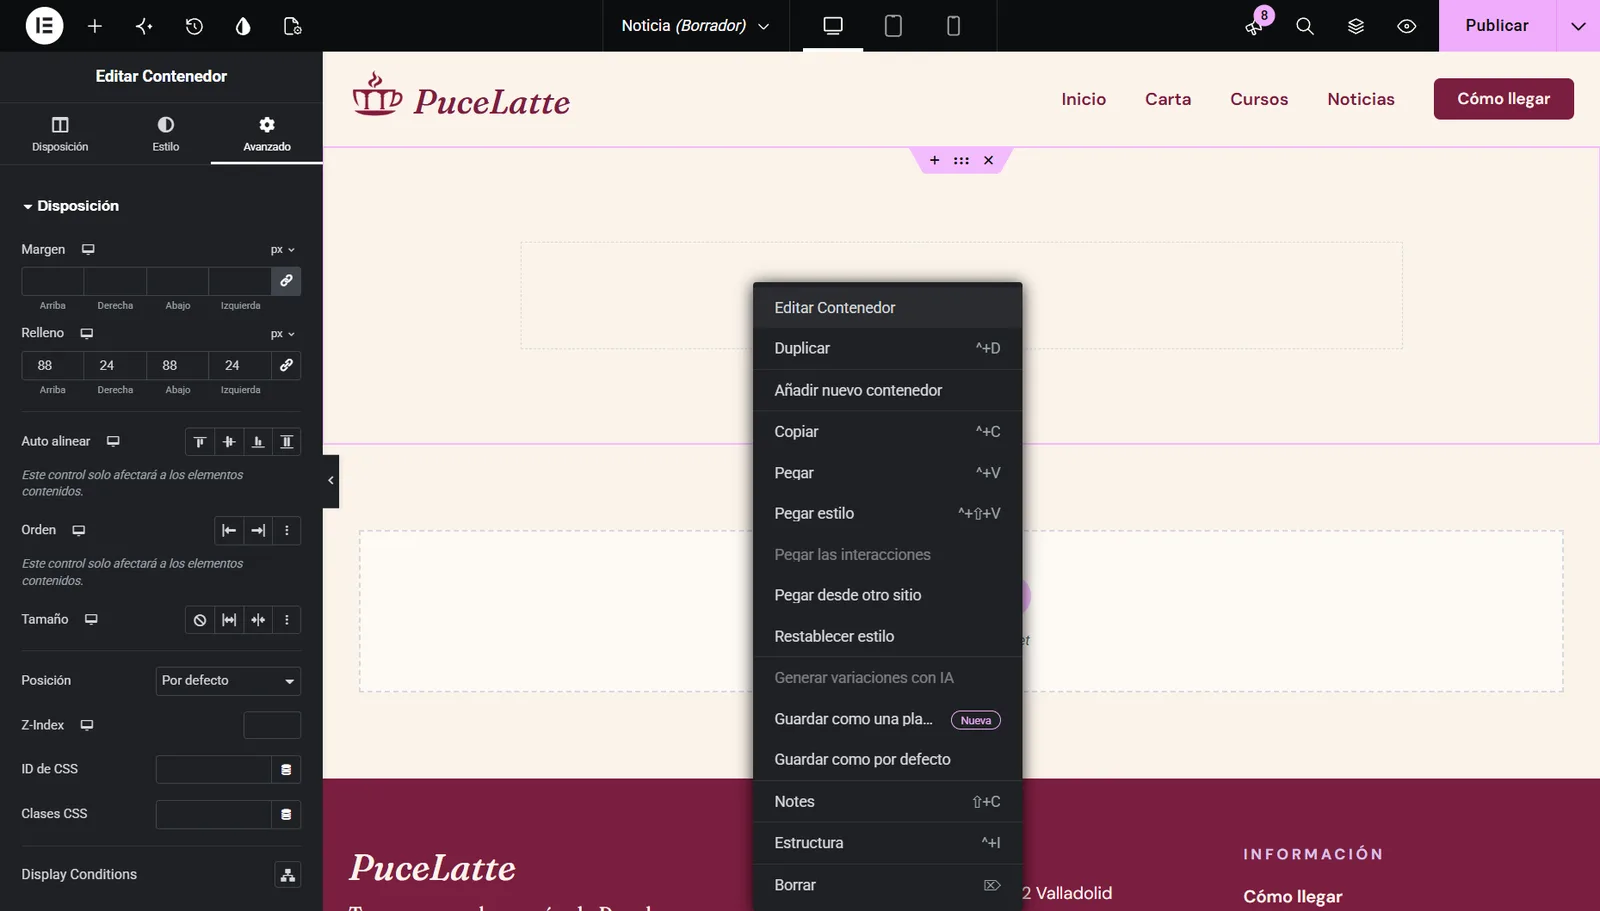 Noticia (Borrador)
8
Publicar
Editar Contenedor
Disposición
Estilo
Avanzado
Disposición
Margen
px
Arriba
Derecha
Abajo
Izquierda
Relleno
px
88
24
88
24
Arriba
Derecha
Abajo
Izquierda
Auto alinear
Este control solo afectará a los elementos
contenidos.
Orden
Este control solo afectará a los elementos
contenidos.
Tamaño
Posición
Por defecto
Z-Index
ID de CSS
Clases CSS
Display Conditions
PuceLatte
Inicio
Carta
Cursos
Noticias
Cómo llegar
Editar Contenedor
Duplicar ^+D
Añadir nuevo contenedor
Copiar ^+C
Pegar ^+V
Pegar estilo ^+⇧+V
Pegar las interacciones
Pegar desde otro sitio
Restablecer estilo
Generar variaciones con IA
Guardar como una pla... Nueva
Guardar como por defecto
Notes ⇧+C
Estructura ^+I
Borrar ⌦
PuceLatte
2 Valladolid
INFORMACIÓN
Cómo llegar